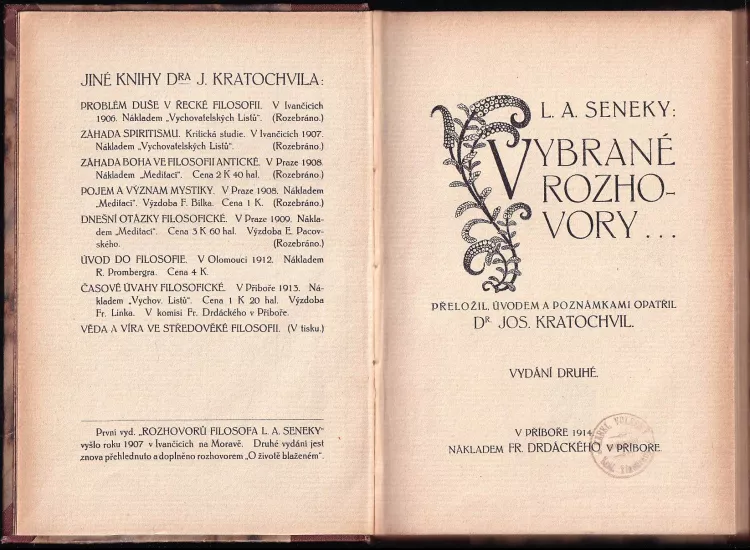 JINÉ KNIHY DRA J. KRATOCHVILA:
PROBLÉM DUŠE V ŘECKÉ FILOSOFII. V Ivančicích
1906. Nákladem „Vychovatelských Listů“. (Rozebráno.)
ZÁHADA SPIRITISMU. Kritická studie. V Ivančicích 1907.
Nákladem „Vychovatelských Listů“. (Rozebráno.)
ZÁHADA BOHA VE FILOSOFII ANTICKÉ. V Praze 1908.
Nákladem „Meditací“. Cena 2 K 40 hal. (Rozebráno.)
POJEM A VÝZNAM MYSTIKY. V Praze 1908. Nákladem
„Meditací“. Výzdoba F. Bílka. Cena 1 K. (Rozebráno.)
DNEŠNÍ OTÁZKY FILOSOFICKÉ. V Praze 1909. Nákla-
dem „Meditací“. Cena 3 K 60 hal. Výzdoba E. Pacov-
ského. (Rozebráno.)
ÚVOD DO FILOSOFIE. V Olomouci 1912. Nákladem
R. Prombergra. Cena 4 K.
ČASOVÉ ÚVAHY FILOSOFICKÉ. V Příboře 1913. Ná-
kladem „Vychov. Listů“. Cena 1 K 20 hal. Výzdoba
Fr. Linka. V komisi Fr. Drdáckého v Příboře.
VĚDA A VÍRA VE STŘEDOVĚKÉ FILOSOFII. (V tisku.)
První vyd. „ROZHOVORŮ FILOSOFA L. A. SENEKY“
vyšlo roku 1907 v Ivančicích na Moravě. Druhé vydání jest
znova přehlednuto a doplněno rozhovorem „O životě blaženém“.
L. A. SENEKY:
VYBRANÉ
ROZHO-
VORY...
PŘELOŽIL, ÚVODEM A POZNÁMKAMI OPATŘIL
DR. JOS. KRATOCHVIL.
VYDÁNÍ DRUHÉ.
V PŘÍBOŘE 1914.
NÁKLADEM FR. DRDÁCKÉHO V PŘÍBOŘE.